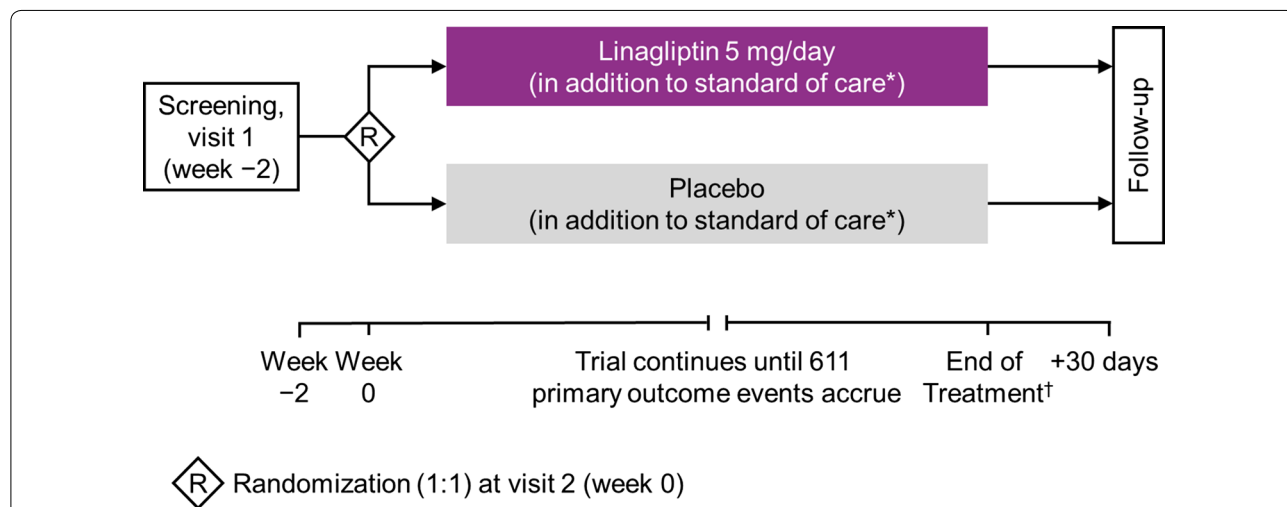 Screening,
visit 1
(week −2)
R
Linagliptin 5 mg/day
(in addition to standard of care*)
Placebo
(in addition to standard of care*)
Follow-up
Week
−2
Week
0
Trial continues until 611
primary outcome events accrue
End of
Treatment†
+30 days
R Randomization (1:1) at visit 2 (week 0)